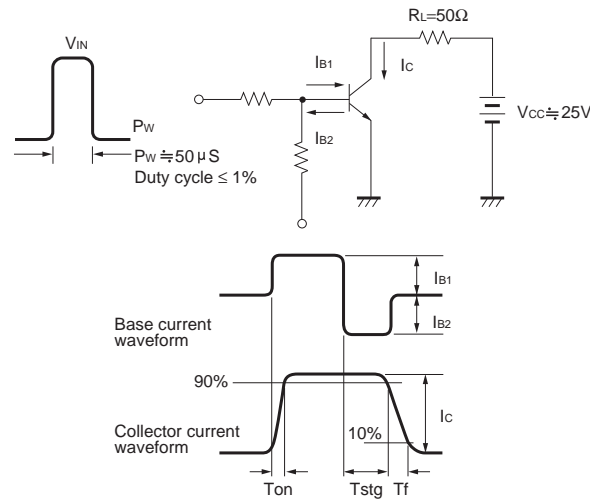 RL=50Ω
VIN
IB1
IC
VCC≒25V
PW
IB2
PW≒50μS
Duty cycle ≤ 1%
IB1
IB2
Base current
waveform
90%
IC
Collector current
waveform
10%
Ton
Tstg
Tf